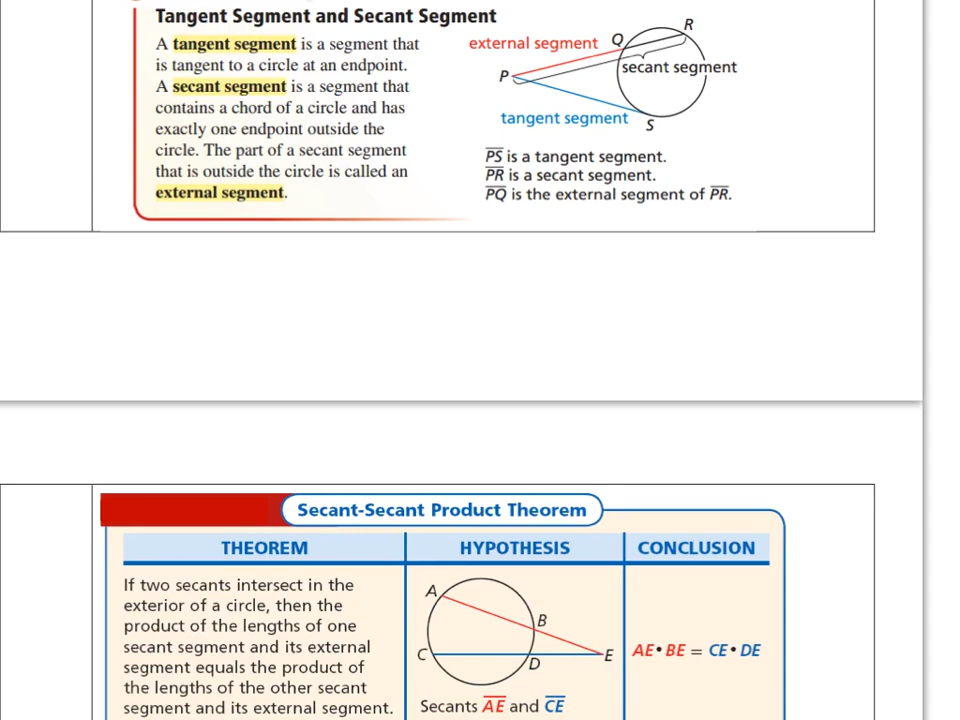 Tangent Segment and Secant Segment
A tangent segment is a segment that
is tangent to a circle at an endpoint.
A secant segment is a segment that
contains a chord of a circle and has
exactly one endpoint outside the
circle. The part of a secant segment
that is outside the circle is called an
external segment.
R
external segment Q
secant segment
P
tangent segment
S
PS is a tangent segment.
PR is a secant segment.
PQ is the external segment of PR.
Secant-Secant Product Theorem
THEOREM HYPOTHESIS CONCLUSION
If two secants intersect in the
exterior of a circle, then the
product of the lengths of one
secant segment and its external
segment equals the product of
the lengths of the other secant
segment and its external segment.
A
B
C
D
E
Secants AE and CE
AE • BE = CE • DE